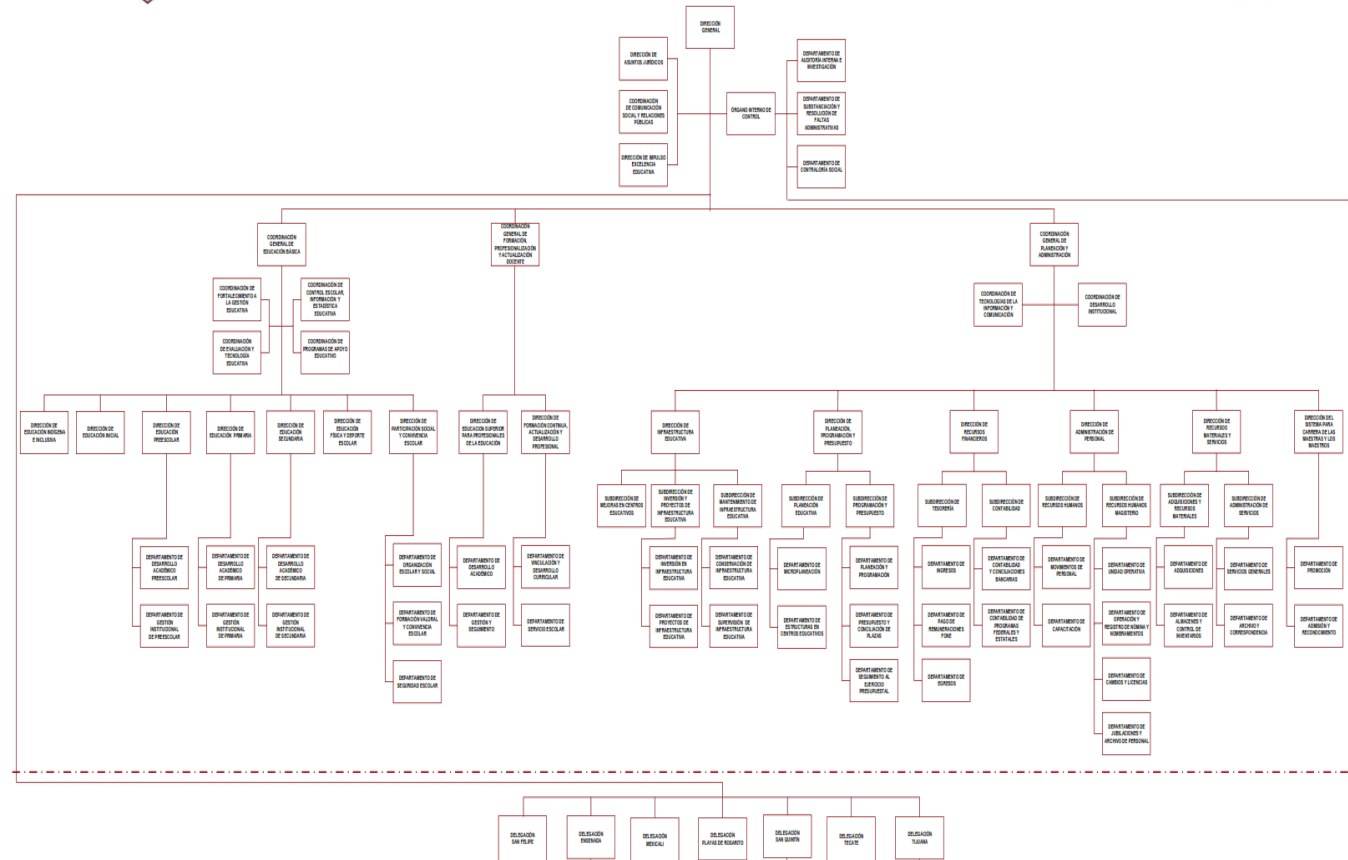 DIRECCIÓN
GENERAL
DIRECCIÓN DE
ASUNTOS JURÍDICOS
COORDINACIÓN
DE COMUNICACIÓN
SOCIAL Y RELACIONES
PÚBLICAS
DIRECCIÓN DE IMPULSO
EXCELENCIA
EDUCATIVA
ÓRGANO INTERNO DE
CONTROL
DEPARTAMENTO DE
AUDITORÍA INTERNA E
INVESTIGACIÓN
DEPARTAMENTO DE
SUBSTANCIACIÓN Y
RESOLUCIÓN DE
FALTAS
ADMINISTRATIVAS
DEPARTAMENTO DE
CONTRALORÍA SOCIAL
COORDINACIÓN
GENERAL DE
EDUCACIÓN BÁSICA
COORDINACIÓN
GENERAL DE
FORMACIÓN,
PROFESIONALIZACIÓN
Y ACTUALIZACIÓN
DOCENTE
COORDINACIÓN
GENERAL DE
PLANEACIÓN Y
ADMINISTRACIÓN
COORDINACIÓN DE
FORTALECIMIENTO A
LA GESTIÓN
EDUCATIVA
COORDINACIÓN DE
CONTROL ESCOLAR,
INFORMACIÓN Y
ESTADÍSTICA
EDUCATIVA
COORDINACIÓN
DE EVALUACIÓN Y
TECNOLOGÍA
EDUCATIVA
COORDINACIÓN DE
PROGRAMAS DE APOYO
EDUCATIVO
COORDINACIÓN DE
TECNOLOGÍAS DE LA
INFORMACIÓN Y
COMUNICACIÓN
COORDINACIÓN DE
DESARROLLO
INSTITUCIONAL
DIRECCIÓN DE
EDUCACIÓN INDÍGENA
E INCLUSIVA
DIRECCIÓN DE
EDUCACIÓN INICIAL
DIRECCIÓN DE
EDUCACIÓN
PREESCOLAR
DIRECCIÓN DE
EDUCACIÓN PRIMARIA
DIRECCIÓN DE
EDUCACIÓN
SECUNDARIA
DIRECCIÓN DE
EDUCACIÓN
FÍSICA Y DEPORTE
ESCOLAR
DIRECCIÓN DE
PARTICIPACIÓN SOCIAL
Y CONVIVENCIA
ESCOLAR
DIRECCIÓN DE
EDUCACION SUPERIOR
PARA PROFESIONALES
DE LA EDUCACIÓN
DIRECCIÓN DE
FORMACIÓN CONTINUA,
ACTUALIZACIÓN Y
DESARROLLO
PROFESIONAL
DIRECCIÓN DE
INFRAESTRUCTURA
EDUCATIVA
DIRECCIÓN DE
PLANEACIÓN,
PROGRAMACIÓN Y
PRESUPUESTO
DIRECCIÓN DE
RECURSOS
FINANCIEROS
DIRECCIÓN DE
ADMINISTRACIÓN DE
PERSONAL
DIRECCIÓN DE
RECURSOS
MATERIALES Y
SERVICIOS
DIRECCIÓN DEL
SISTEMA PARA
CARRERA DE LAS
MAESTRAS Y LOS
MAESTROS
SUBDIRECCIÓN DE
MEJORAS EN CENTROS
EDUCATIVOS
SUBDIRECCIÓN DE
INVERSIÓN Y
PROYECTOS DE
INFRAESTRUCTURA
EDUCATIVA
SUBDIRECCIÓN DE
MANTENIMIENTO DE
INFRAESTRUCTURA
EDUCATIVA
SUBDIRECCIÓN DE
PLANEACIÓN
EDUCATIVA
SUBDIRECCIÓN DE
PROGRAMACIÓN Y
PRESUPUESTO
SUBDIRECCIÓN DE
TESORERÍA
SUBDIRECCIÓN DE
CONTABILIDAD
SUBDIRECCIÓN DE
RECURSOS HUMANOS
SUBDIRECCIÓN DE
RECURSOS HUMANOS
MAGISTERIO
SUBDIRECCIÓN DE
ADQUISICIONES Y
RECURSOS
MATERIALES
SUBDIRECCIÓN DE
ADMINISTRACIÓN DE
SERVICIOS
DEPARTAMENTO DE
DESARROLLO
ACADÉMICO
PREESCOLAR
DEPARTAMENTO DE
DESARROLLO
ACADÉMICO
DE PRIMARIA
DEPARTAMENTO DE
DESARROLLO
ACADÉMICO
DE SECUNDARIA
DEPARTAMENTO DE
ORGANIZACIÓN
ESCOLAR Y SOCIAL
DEPARTAMENTO DE
DESARROLLO
ACADÉMICO
DEPARTAMENTO DE
VINCULACIÓN Y
DESARROLLO
CURRICULAR
DEPARTAMENTO DE
INVERSIÓN EN
INFRAESTRUCTURA
EDUCATIVA
DEPARTAMENTO DE
CONSERVACIÓN DE
INFRAESTRUCTURA
EDUCATIVA
DEPARTAMENTO DE
MICROPLANEACIÓN
DEPARTAMENTO DE
PLANEACIÓN Y
PROGRAMACIÓN
DEPARTAMENTO DE
INGRESOS
DEPARTAMENTO DE
CONTABILIDAD
Y CONCILIACIONES
BANCARIAS
DEPARTAMENTO DE
MOVIMIENTOS DE
PERSONAL
DEPARTAMENTO DE
UNIDAD OPERATIVA
DEPARTAMENTO DE
ADQUISICIONES
DEPARTAMENTO DE
SERVICIOS GENERALES
DEPARTAMENTO DE
PROMOCIÓN
DEPARTAMENTO DE
GESTIÓN
INSTITUCIONAL
DE PREESCOLAR
DEPARTAMENTO DE
GESTIÓN
INSTITUCIONAL
DE PRIMARIA
DEPARTAMENTO DE
GESTIÓN
INSTITUCIONAL
DE SECUNDARIA
DEPARTAMENTO DE
FORMACIÓN VALORAL
Y CONVIVENCIA
ESCOLAR
DEPARTAMENTO DE
GESTIÓN Y
SEGUIMIENTO
DEPARTAMENTO DE
SERVICIO ESCOLAR
DEPARTAMENTO DE
PROYECTOS DE
INFRAESTRUCTURA
EDUCATIVA
DEPARTAMENTO DE
SUPERVISIÓN DE
INFRAESTRUCTURA
EDUCATIVA
DEPARTAMENTO DE
ESTRUCTURAS EN
CENTROS EDUCATIVOS
DEPARTAMENTO DE
PRESUPUESTO Y
CONCILIACIÓN DE
PLAZAS
DEPARTAMENTO DE
PAGO DE
REMUNERACIONES
FONE
DEPARTAMENTO DE
CONTABILIDAD DE
PROGRAMAS
FEDERALES Y
ESTATALES
DEPARTAMENTO DE
CAPACITACIÓN
DEPARTAMENTO DE
OPERACIÓN Y
REGISTRO DE NÓMINA Y
NOMBRAMIENTOS
DEPARTAMENTO DE
ALMACENES Y
CONTROL DE
INVENTARIOS
DEPARTAMENTO DE
ARCHIVO Y
CORRESPONDENCIA
DEPARTAMENTO DE
ADMISIÓN Y
RECONOCIMIENTO
DEPARTAMENTO DE
SEGURIDAD ESCOLAR
DEPARTAMENTO DE
SEGUIMIENTO AL
EJERCICIO
PRESUPUESTAL
DEPARTAMENTO DE
EGRESOS
DEPARTAMENTO DE
CAMBIOS Y LICENCIAS
DEPARTAMENTO DE
JUBILACIONES Y
ARCHIVO DE PERSONAL
DELEGACIÓN
SAN FELIPE
DELEGACIÓN
ENSENADA
DELEGACIÓN
MEXICALI
DELEGACIÓN
PLAYAS DE ROSARITO
DELEGACIÓN
SAN QUINTÍN
DELEGACIÓN
TECATE
DELEGACIÓN
TIJUANA